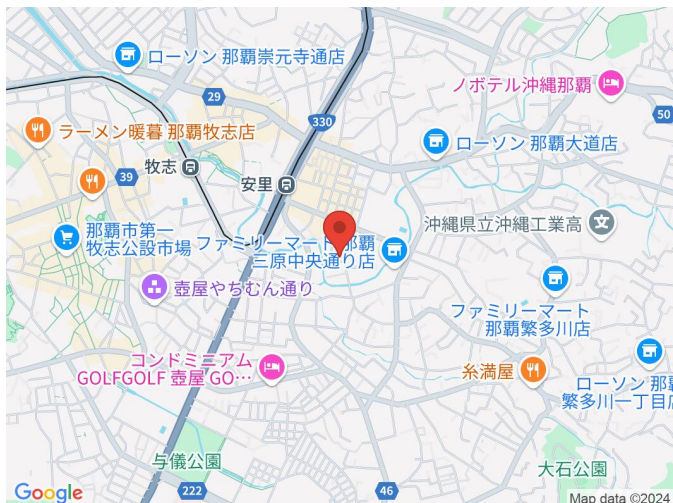 ローソン 那覇崇元寺通店
29
ノボテル沖縄那覇
50
330
ラーメン暖暮 那覇牧志店
ローソン 那覇大道店
牧志
39
安里
那覇市第一
牧志公設市場
沖縄県立沖縄工業高
ファミリーマート 那覇
三原中央通り店
壺屋やちむん通り
ファミリーマート
那覇繁多川店
コンドミニアム
GOLFGOLF 壺屋 GO…
糸満屋
ローソン 那覇
繁多川一丁目店
与儀公園
大石公園
222
46
Google
Map data ©2024